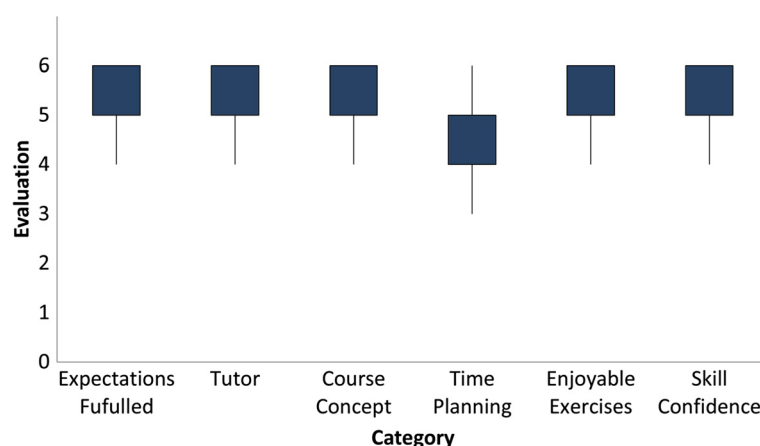 6
5
4
3
2
1
0
Evaluation
Expectations Fufulled
Tutor
Course Concept
Time Planning
Enjoyable Exercises
Skill Confidence
Category